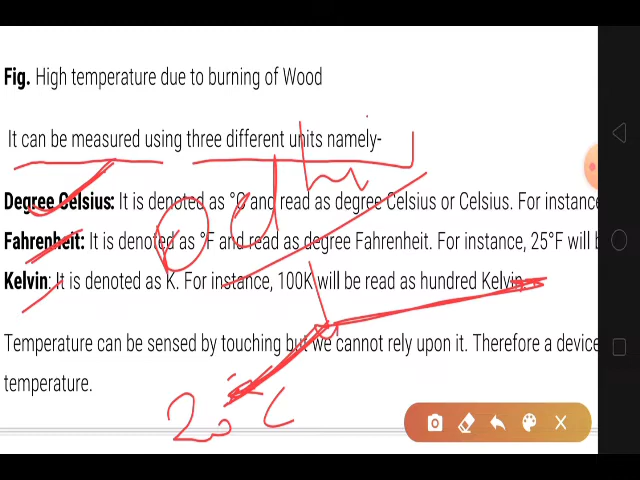 Fig. High temperature due to burning of Wood
It can be measured using three different units namely-
Degree Celsius: It is denoted as °C and read as degree Celsius or Celsius. For instance
Fahrenheit: It is denoted as °F and read as degree Fahrenheit. For instance, 25°F will b
Kelvin: It is denoted as K. For instance, 100K will be read as hundred Kelvin.
Temperature can be sensed by touching but we cannot rely upon it. Therefore a device
temperature.
20°C